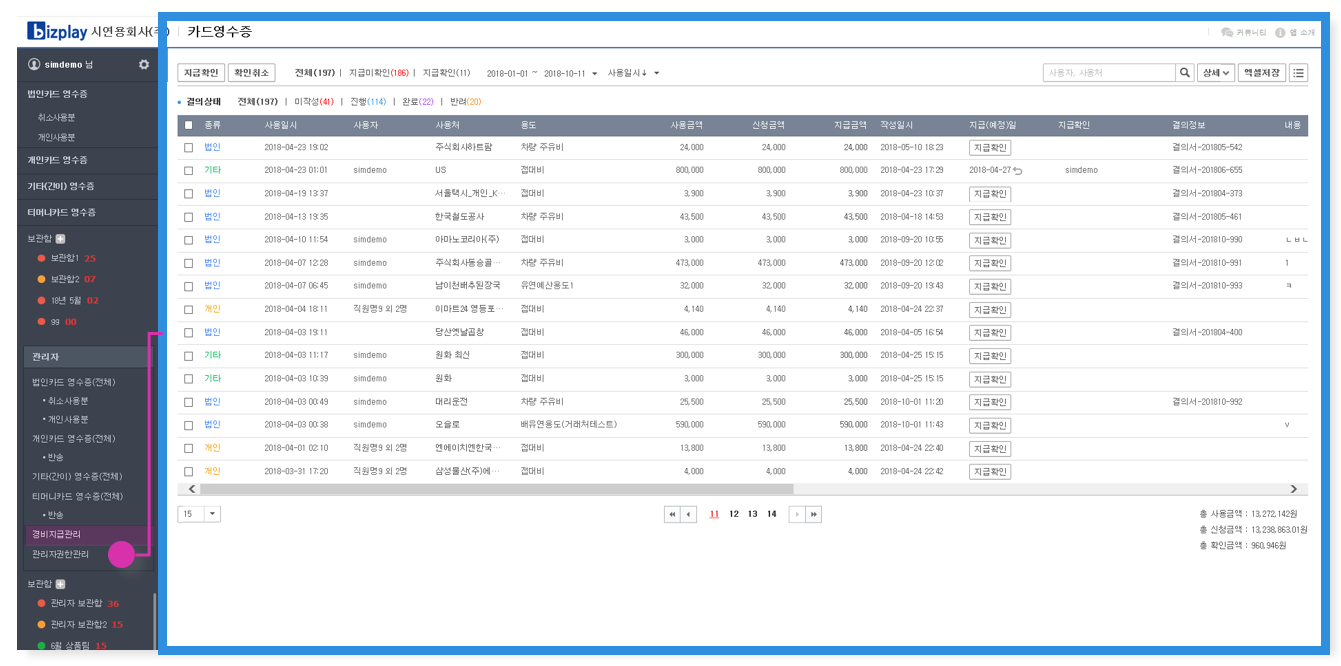 bizplay 시연용회사(주)
카드영수증
커뮤니티
앱 소개
simdemo 님
법인카드 영수증
취소사용분
개인사용분
개인카드 영수증
기타(간이) 영수증
티머니카드 영수증
보관함
보관함1 25
보관함2 07
18년 5월 02
99 00
관리자
법인카드 영수증(전체)
• 취소사용분
• 개인사용분
개인카드 영수증(전체)
• 반송
기타(간이) 영수증(전체)
티머니카드 영수증(전체)
• 반송
경비지급관리
관리자권한관리
보관함
관리자 보관함 36
관리자 보관함2 15
6월 상품팀 15
지급확인 확인취소 전체(197) | 지급미확인(186) | 지급확인(11) 2018-01-01 ~ 2018-10-11 사용일시↓
사용자, 사용처 상세 엑셀저장
• 결의상태 전체(197) | 미작성(41) | 진행(114) | 완료(22) | 반려(20)
종류 사용일시 사용자 사용처 용도 사용금액 신청금액 지급금액 작성일시 지급(예정)일 지급확인 결의정보 내용
법인 2018-04-23 19:02 주식회사하트팜 차량 주유비 24,000 24,000 24,000 2018-05-10 18:23 지급확인 결의서-201805-542
기타 2018-04-23 01:01 simdemo US 접대비 800,000 800,000 800,000 2018-04-23 17:29 2018-04-27 simdemo 결의서-201806-655
법인 2018-04-19 13:37 서울택시_개인_K… 접대비 3,900 3,900 3,900 2018-04-23 10:37 지급확인 결의서-201804-373
법인 2018-04-13 19:35 한국철도공사 차량 주유비 43,500 43,500 43,500 2018-04-18 14:53 지급확인 결의서-201805-461
법인 2018-04-10 11:54 simdemo 아마노코리아(주) 접대비 3,000 3,000 3,000 2018-09-20 10:55 지급확인 결의서-201810-990 ㄴㅂㄴ
법인 2018-04-07 12:28 simdemo 주식회사동승골… 차량 주유비 473,000 473,000 473,000 2018-09-20 12:02 지급확인 결의서-201810-991 1
법인 2018-04-07 06:45 simdemo 남이천배추된장국 유연예산용도1 32,000 32,000 32,000 2018-09-20 19:43 지급확인 결의서-201810-993 ㅋ
개인 2018-04-04 18:11 직원명9 외 2명 이마트24 영등포… 접대비 4,140 4,140 4,140 2018-04-24 22:37 지급확인
법인 2018-04-03 19:11 당산옛날곱창 접대비 46,000 46,000 46,000 2018-04-05 16:54 지급확인 결의서-201804-400
기타 2018-04-03 11:17 simdemo 원화 최신 접대비 300,000 300,000 300,000 2018-04-25 15:15 지급확인
기타 2018-04-03 10:39 simdemo 원화 접대비 3,000 3,000 3,000 2018-04-25 15:15 지급확인
법인 2018-04-03 00:49 simdemo 대리운전 차량 주유비 25,500 25,500 25,500 2018-10-01 11:20 지급확인 결의서-201810-992
법인 2018-04-03 00:38 simdemo 오솔로 배유연용도(거래처테스트) 590,000 590,000 590,000 2018-10-01 11:43 지급확인 v
개인 2018-04-01 02:10 직원명9 외 2명 엔에이치엔한국… 접대비 13,800 13,800 13,800 2018-04-24 22:40 지급확인
개인 2018-03-31 17:20 직원명9 외 2명 삼성물산(주)에… 접대비 4,000 4,000 4,000 2018-04-24 22:42 지급확인
15 11 12 13 14
총 사용금액 : 13,272,142원
총 신청금액 : 13,238,863.01원
총 확인금액 : 960,946원